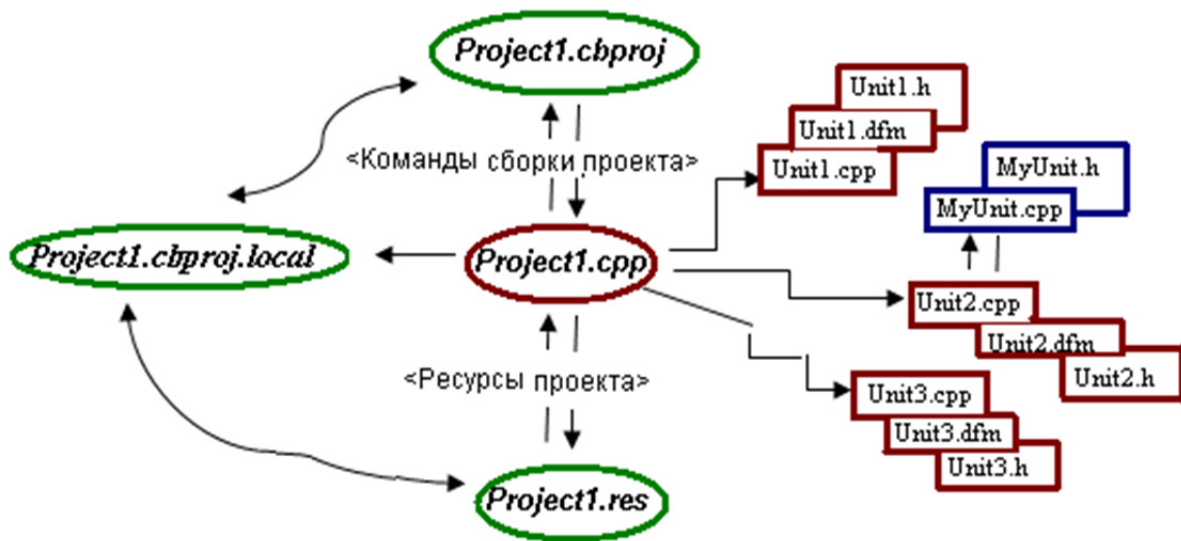 Project1.cbproj
Unit1.h
Unit1.dfm
Unit1.cpp
<Команды сборки проекта>
MyUnit.h
MyUnit.cpp
Project1.cbproj.local
Project1.cpp
Unit2.cpp
Unit2.dfm
Unit2.h
<Ресурсы проекта>
Unit3.cpp
Unit3.dfm
Unit3.h
Project1.res